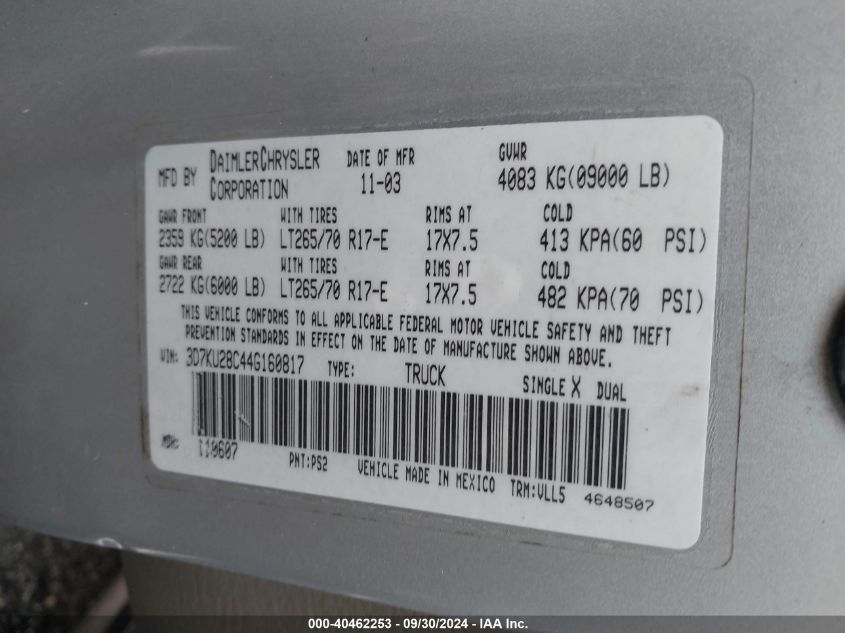 MFD BY DAIMLERCHRYSLER CORPORATION DATE OF MFR 11-03 GVWR 4083 KG(09000 LB)
GAWR FRONT WITH TIRES RIMS AT COLD
2359 KG(5200 LB) LT265/70 R17-E 17X7.5 413 KPA(60 PSI)
GAWR REAR WITH TIRES RIMS AT COLD
2722 KG(6000 LB) LT265/70 R17-E 17X7.5 482 KPA(70 PSI)
THIS VEHICLE CONFORMS TO ALL APPLICABLE FEDERAL MOTOR VEHICLE SAFETY AND THEFT
PREVENTION STANDARDS IN EFFECT ON THE DATE OF MANUFACTURE SHOWN ABOVE.
VIN: 3D7KU28C44G160817 TYPE: TRUCK SINGLE X DUAL
MDH: 110607 PNT:PS2 VEHICLE MADE IN MEXICO TRM:VLL5 4648507
000-40462253 - 09/30/2024 - IAA Inc.